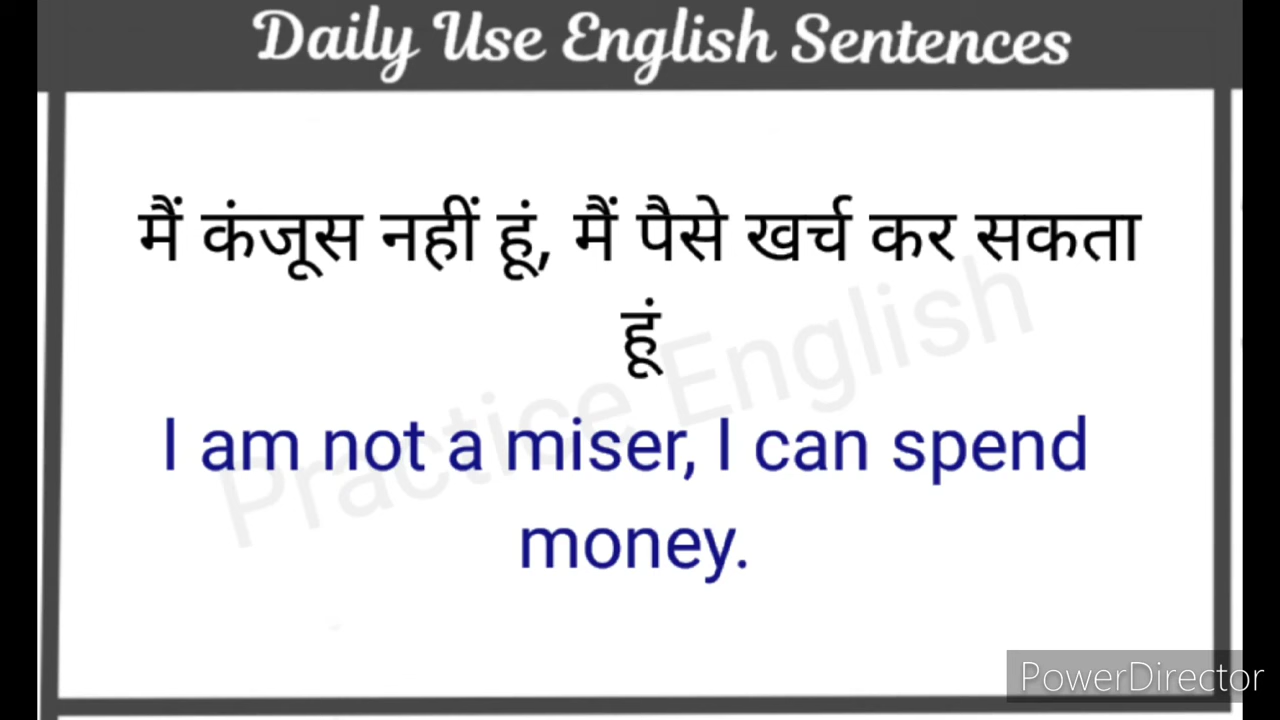 Daily Use English Sentences
मैं कंजूस नहीं हूं, मैं पैसे खर्च कर सकता
हूं
Practice English
I am not a miser, I can spend
money.
PowerDirector